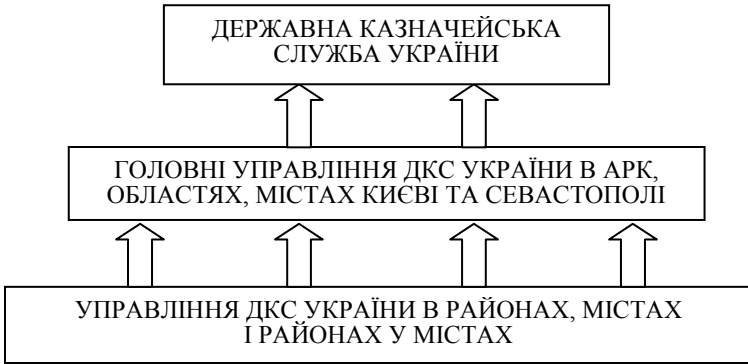 ДЕРЖАВНА КАЗНАЧЕЙСЬКА
СЛУЖБА УКРАЇНИ
ГОЛОВНІ УПРАВЛІННЯ ДКС УКРАЇНИ В АРК,
ОБЛАСТЯХ, МІСТАХ КИЄВІ ТА СЕВАСТОПОЛІ
УПРАВЛІННЯ ДКС УКРАЇНИ В РАЙОНАХ, МІСТАХ
І РАЙОНАХ У МІСТАХ